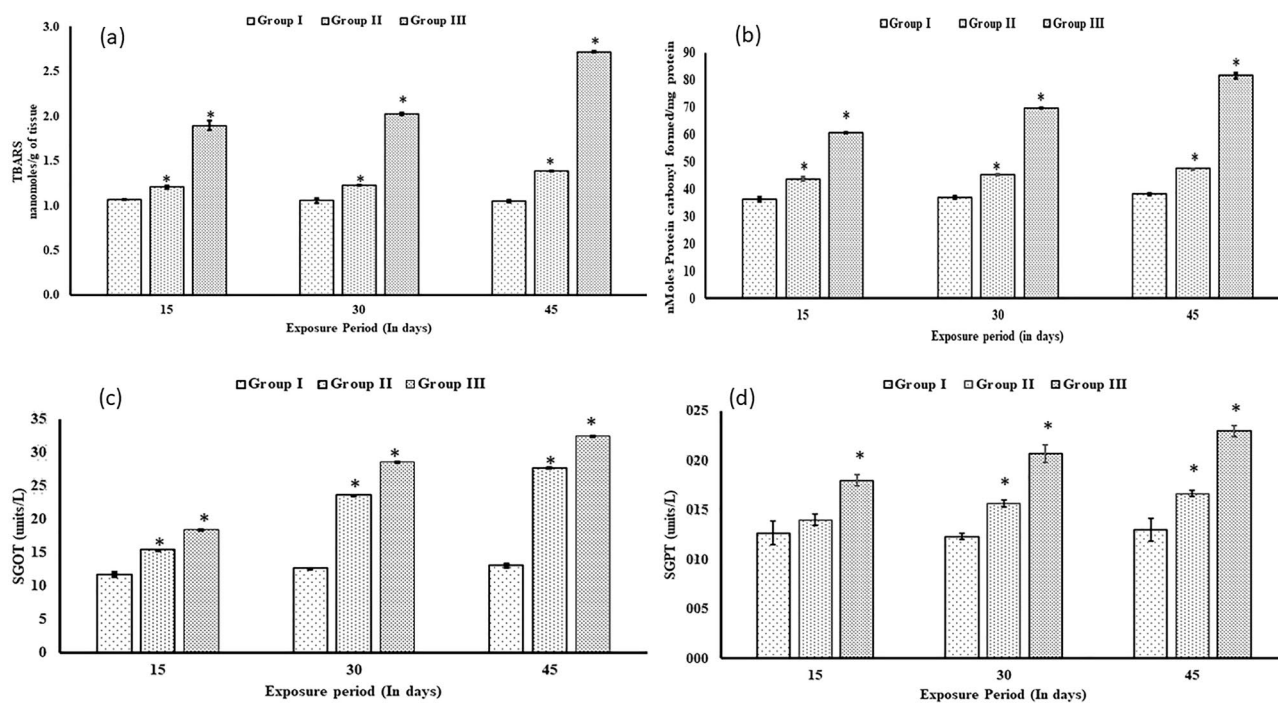 (a)
Group I Group II Group III
3.0
2.5
2.0
1.5
1.0
0.5
0.0
TBARS
nanomoles/g of tissue
* * * * * *
15 30 45
Exposure Period (In days)
(b)
Group I Group II Group III
90
80
70
60
50
40
30
20
10
0
nMoles Protein carbonyl formed/mg protein
* * * * * *
15 30 45
Exposure period (in days)
(c)
Group I Group II Group III
35
30
25
20
15
10
5
0
SGOT (units/L)
* * * * * *
15 30 45
Exposure period (In days)
(d)
Group I Group II Group III
025
020
015
010
005
000
SGPT (units/L)
* * * * *
15 30 45
Exposure Period (In days)